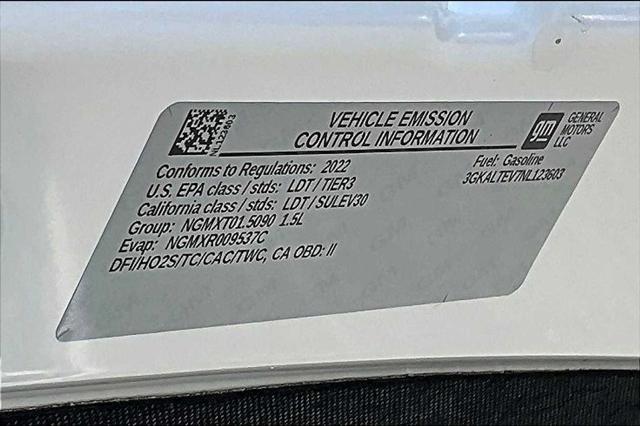 NL123603
VEHICLE EMISSION
CONTROL INFORMATION
gm
GENERAL
MOTORS
LLC
Conforms to Regulations: 2022
U.S. EPA class / stds: LDT / TIER3
California class / stds: LDT / SULEV30
Group: NGMXT01.5090 1.5L
Evap: NGMXR009537C
DFI/HO2S/TC/CAC/TWC, CA OBD: II
Fuel: Gasoline
3GKALTEV7NL123603